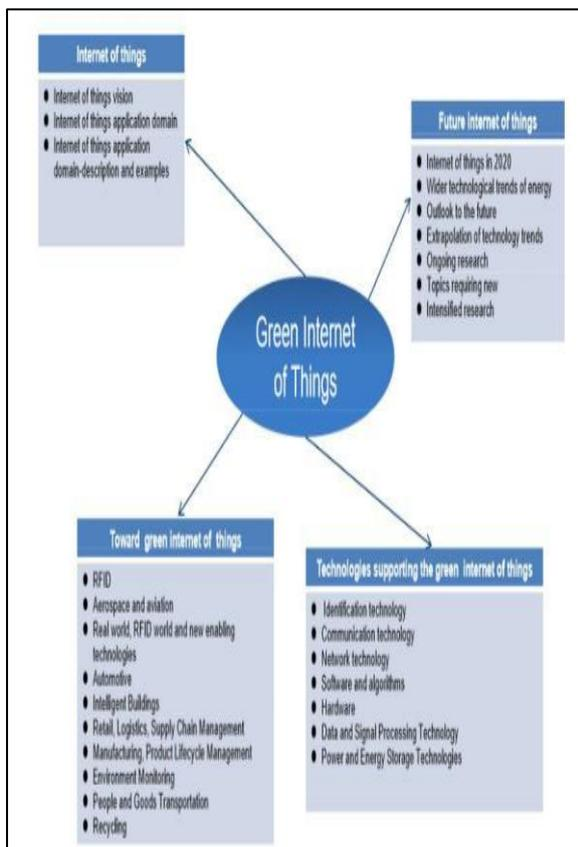 Internet of things
● Internet of things vision
● Internet of things application domain
● Internet of things application
domain-description and examples
Future Internet of things
● Internet of things in 2020
● Wider technological trends of energy
● Outlook to the future
● Extrapolation of technology trends
● Ongoing research
● Topics requiring new
● Intensified research
Green Internet
of Things
Toward green internet of things
● RFID
● Aerospace and aviation
● Real world, RFID world and new enabling
technologies
● Automotive
● Intelligent Buildings
● Retail, Logistics, Supply Chain Management
● Manufacturing, Product Lifecycle Management
● Environment Monitoring
● People and Goods Transportation
● Recycling
Technologies supporting the green internet of things
● Identification technology
● Communication technology
● Network technology
● Software and algorithms
● Hardware
● Data and Signal Processing Technology
● Power and Energy Storage Technologies